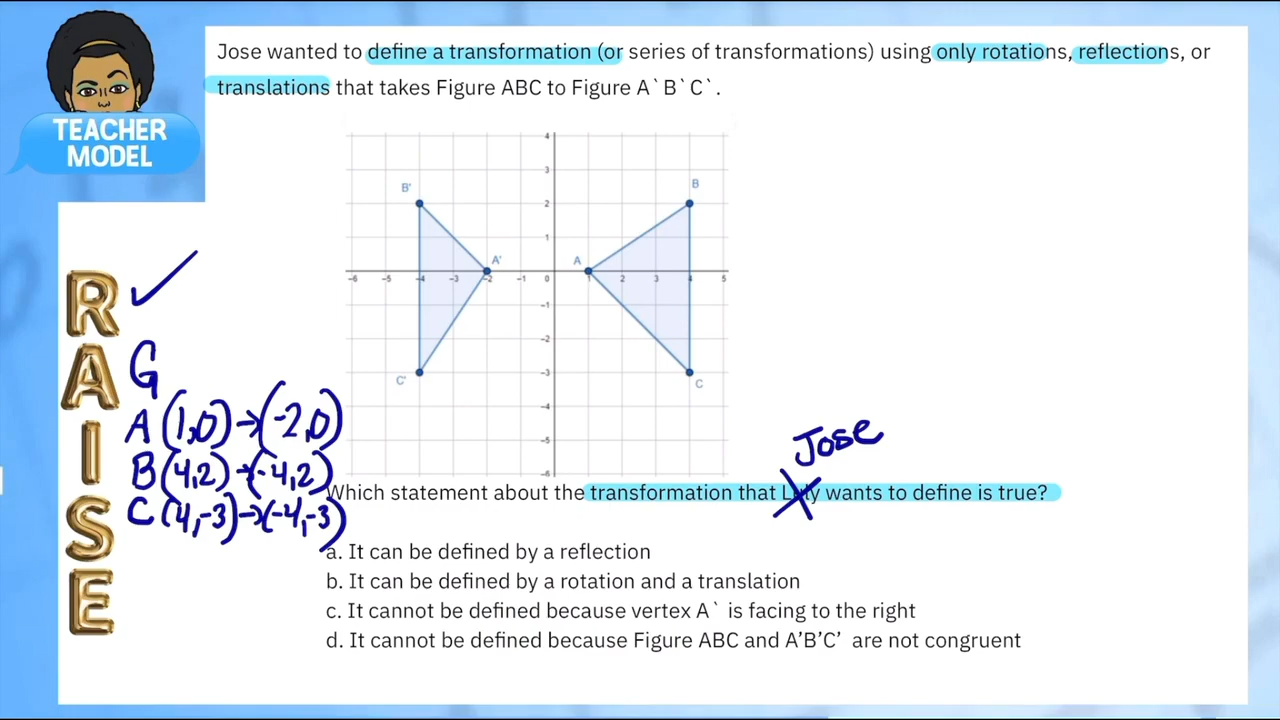 Jose wanted to define a transformation (or series of transformations) using only rotations, reflections, or
translations that takes Figure ABC to Figure A`B`C`.
TEACHER
MODEL
4
3
B'
B
2
1
A'
A
-6 -5 -4 -3 -2 -1 0 1 2 3 4 5
-1
-2
-3
C'
C
-4
-5
-6
R
A
I
S
E
G
A (1,0)→(-2,0)
B (4,2)→(-4,2)
C (4,-3)→(-4,-3)
Jose
Which statement about the transformation that wants to define is true?
a. It can be defined by a reflection
b. It can be defined by a rotation and a translation
c. It cannot be defined because vertex A` is facing to the right
d. It cannot be defined because Figure ABC and A’B’C’ are not congruent